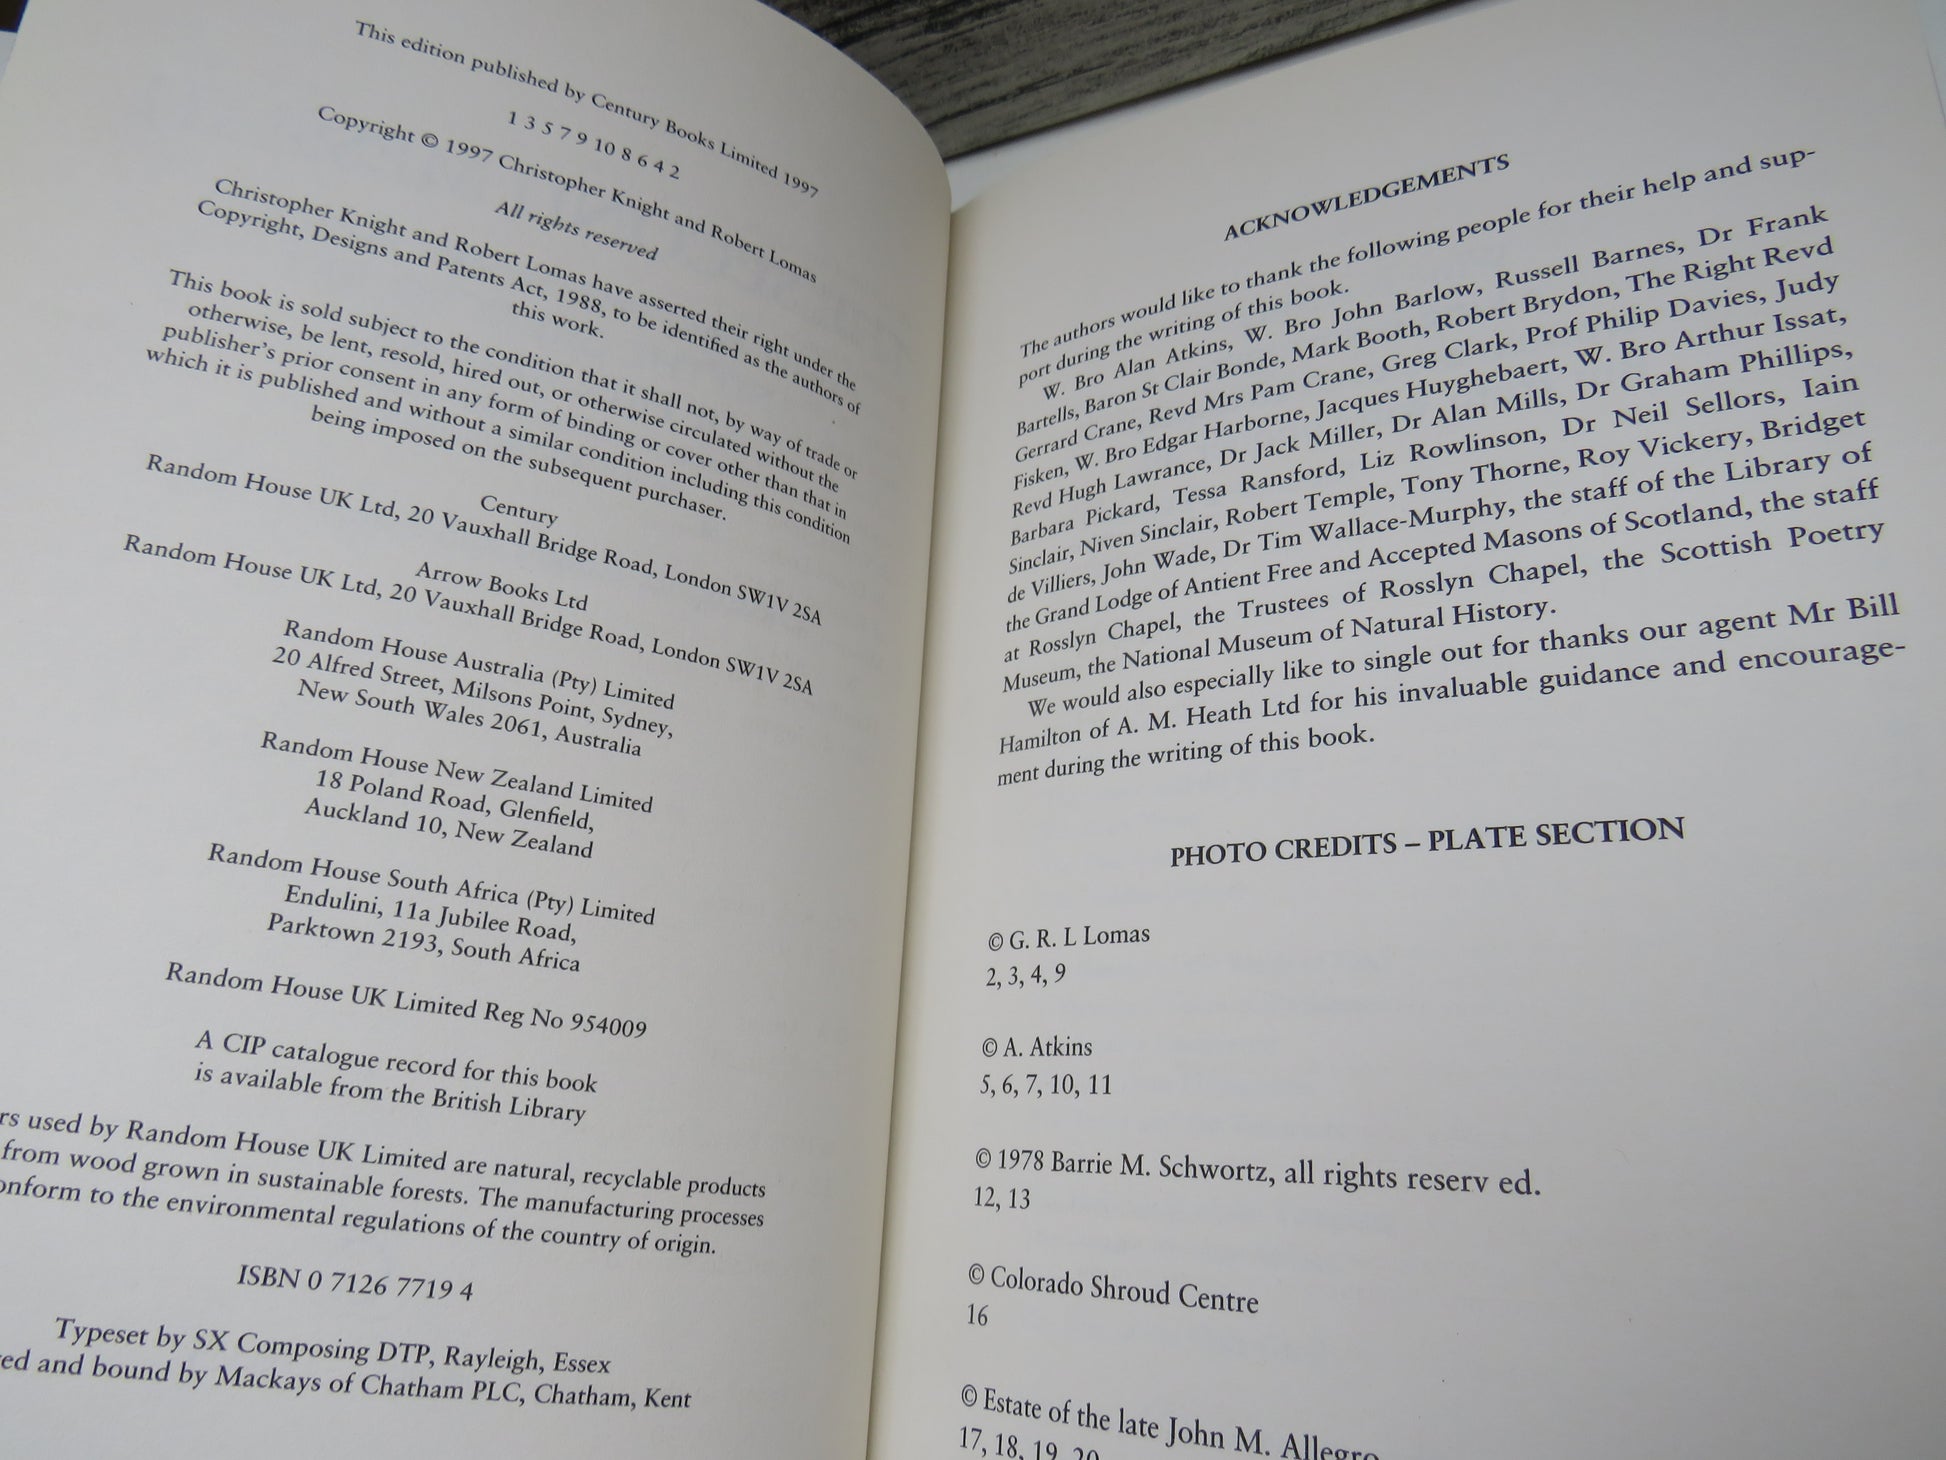 This edition published by Century Books Limited 1997
1 3 5 7 9 10 8 6 4 2
Copyright © 1997 Christopher Knight and Robert Lomas
All rights reserved
Christopher Knight and Robert Lomas have asserted their right under the
Copyright, Designs and Patents Act, 1988, to be identified as the authors of
this work.
This book is sold subject to the condition that it shall not, by way of trade or
otherwise, be lent, resold, hired out, or otherwise circulated without the
publisher's prior consent in any form of binding or cover other than that in
which it is published and without a similar condition including this condition
being imposed on the subsequent purchaser.
Century
Random House UK Ltd, 20 Vauxhall Bridge Road, London SW1V 2SA
Arrow Books Ltd
Random House UK Ltd, 20 Vauxhall Bridge Road, London SW1V 2SA
Random House Australia (Pty) Limited
20 Alfred Street, Milsons Point, Sydney,
New South Wales 2061, Australia
Random House New Zealand Limited
18 Poland Road, Glenfield,
Auckland 10, New Zealand
Random House South Africa (Pty) Limited
Endulini, 11a Jubilee Road,
Parktown 2193, South Africa
Random House UK Limited Reg No 954009
A CIP catalogue record for this book
is available from the British Library
rs used by Random House UK Limited are natural, recyclable products
from wood grown in sustainable forests. The manufacturing processes
onform to the environmental regulations of the country of origin.
ISBN 0 7126 7719 4
Typeset by SX Composing DTP, Rayleigh, Essex
ed and bound by Mackays of Chatham PLC, Chatham, Kent
ACKNOWLEDGEMENTS
The authors would like to thank the following people for their help and sup-
port during the writing of this book.
W. Bro Alan Atkins, W. Bro John Barlow, Russell Barnes, Dr Frank
Bartells, Baron St Clair Bonde, Mark Booth, Robert Brydon, The Right Revd
Gerrard Crane, Revd Mrs Pam Crane, Greg Clark, Prof Philip Davies, Judy
Fisken, W. Bro Edgar Harborne, Jacques Huyghebaert, W. Bro Arthur Issat,
Revd Hugh Lawrance, Dr Jack Miller, Dr Alan Mills, Dr Graham Phillips,
Barbara Pickard, Tessa Ransford, Liz Rowlinson, Dr Neil Sellors, Iain
Sinclair, Niven Sinclair, Robert Temple, Tony Thorne, Roy Vickery, Bridget
de Villiers, John Wade, Dr Tim Wallace-Murphy, the staff of the Library of
the Grand Lodge of Antient Free and Accepted Masons of Scotland, the staff
at Rosslyn Chapel, the Trustees of Rosslyn Chapel, the Scottish Poetry
Museum, the National Museum of Natural History.
We would also especially like to single out for thanks our agent Mr Bill
Hamilton of A. M. Heath Ltd for his invaluable guidance and encourage-
ment during the writing of this book.
PHOTO CREDITS – PLATE SECTION
© G. R. L Lomas
2, 3, 4, 9
© A. Atkins
5, 6, 7, 10, 11
© 1978 Barrie M. Schwortz, all rights reserv ed.
12, 13
© Colorado Shroud Centre
16
© Estate of the late John M. Allegro
17, 18, 19, 20